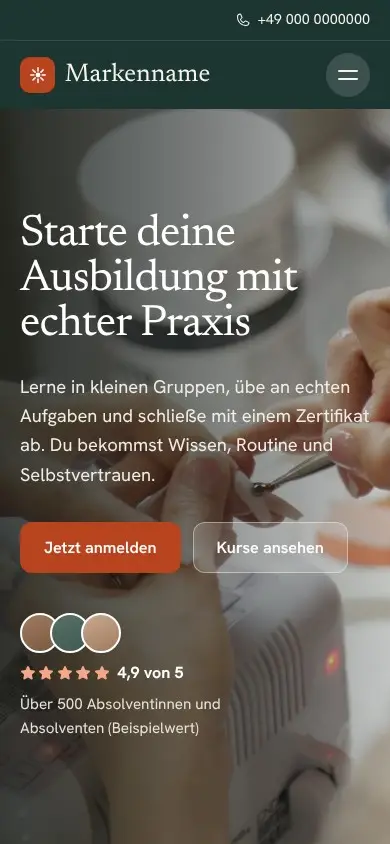 +49 000 0000000
Markenname
Starte deine
Ausbildung mit
echter Praxis
Lerne in kleinen Gruppen, übe an echten
Aufgaben und schließe mit einem Zertifikat
ab. Du bekommst Wissen, Routine und
Selbstvertrauen.
Jetzt anmelden
Kurse ansehen
4,9 von 5
Über 500 Absolventinnen und
Absolventen (Beispielwert)